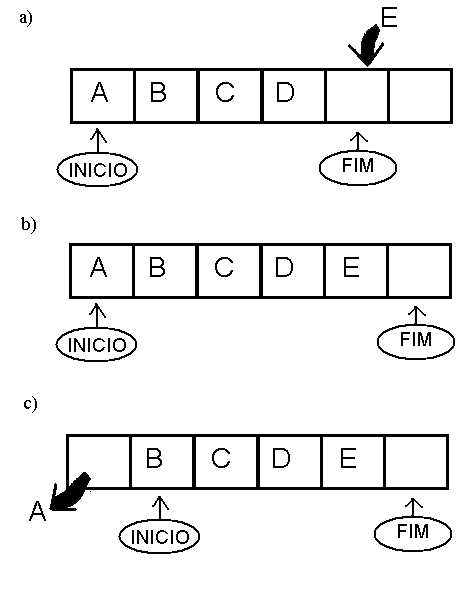 a)
E
A B C D
INICIO FIM
b)
A B C D E
INICIO FIM
c)
B C D E
A
INICIO FIM